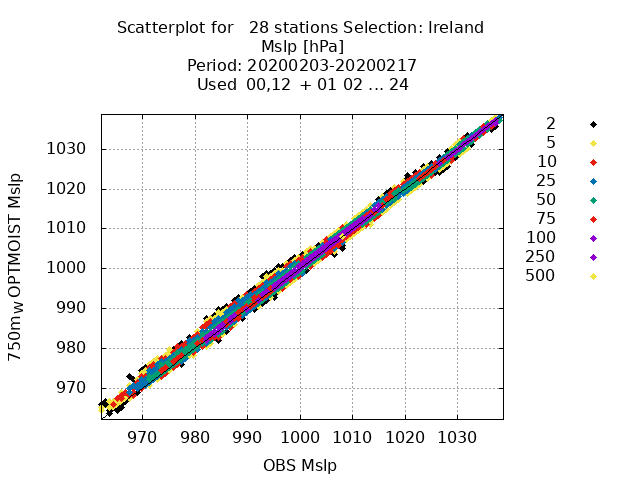 Scatterplot for 28 stations Selection: Ireland
Mslp [hPa]
Period: 20200203-20200217
Used 00,12 + 01 02 ... 24
750mW OPTMOIST Mslp
1030
1020
1010
1000
990
980
970
970 980 990 1000 1010 1020 1030
OBS Mslp
2
5
10
25
50
75
100
250
500